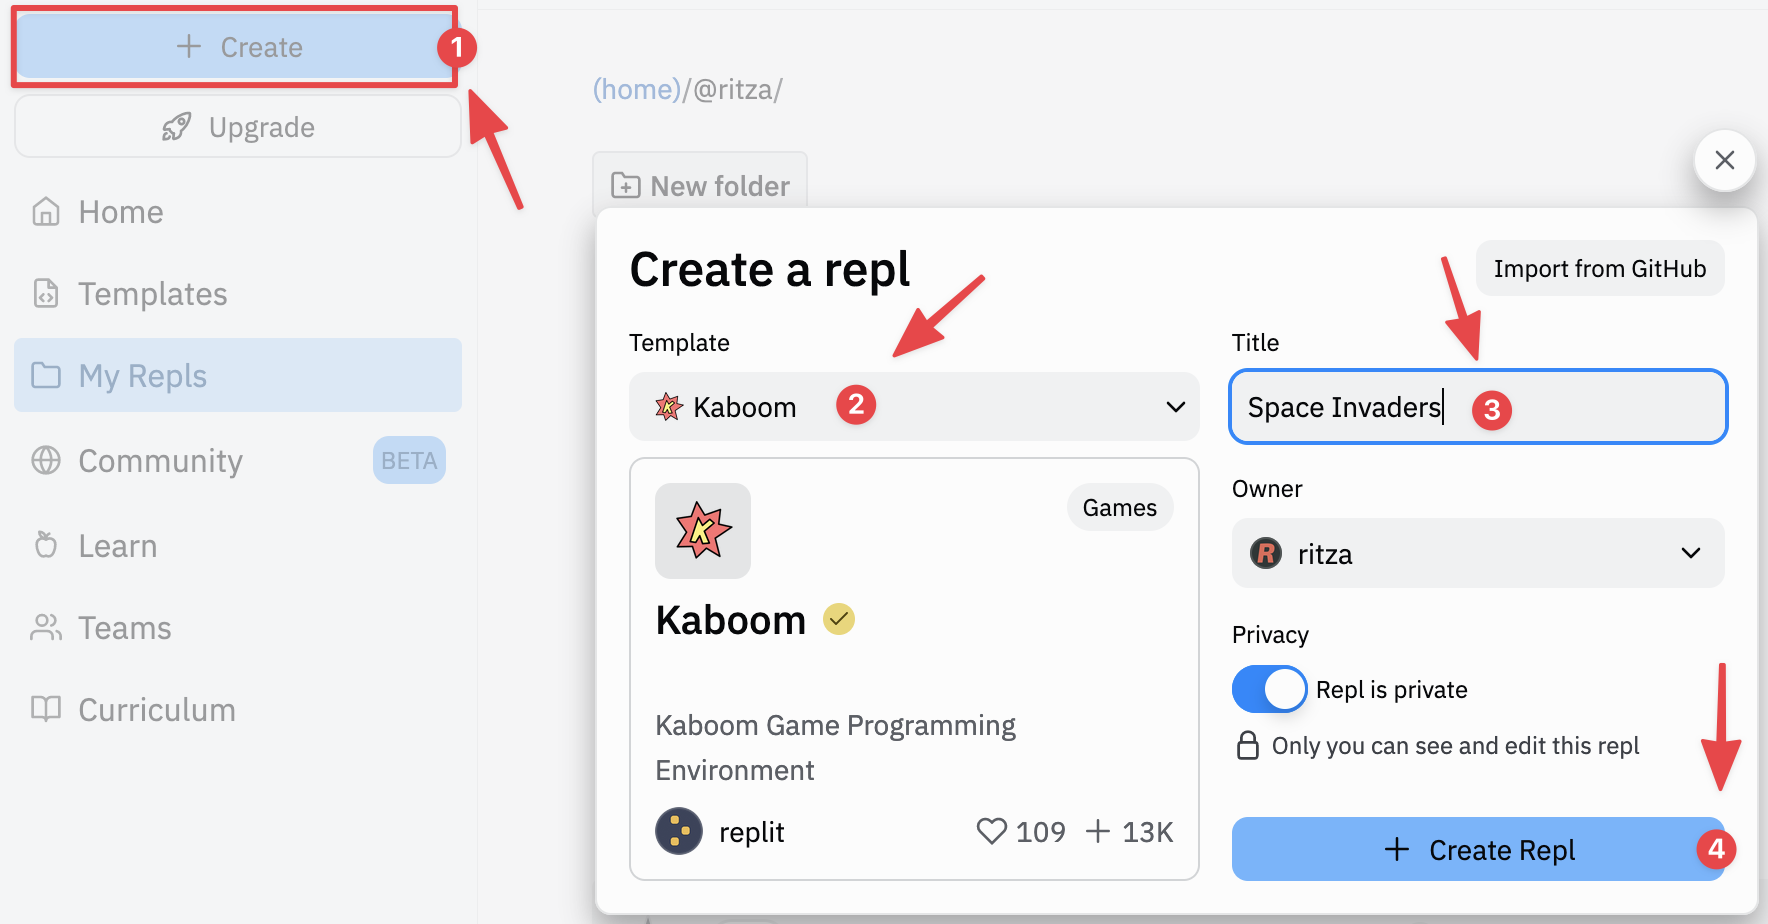 Create
1
Upgrade
Home
Templates
My Repls
Community
BETA
Learn
Teams
Curriculum
(home)/@ritza/
New folder
Create a repl
Import from GitHub
Template
K Kaboom
2
K
Games
Kaboom
Kaboom Game Programming
Environment
replit
109
13K
Title
Space Invaders
3
Owner
R ritza
Privacy
Repl is private
Only you can see and edit this repl
Create Repl
4